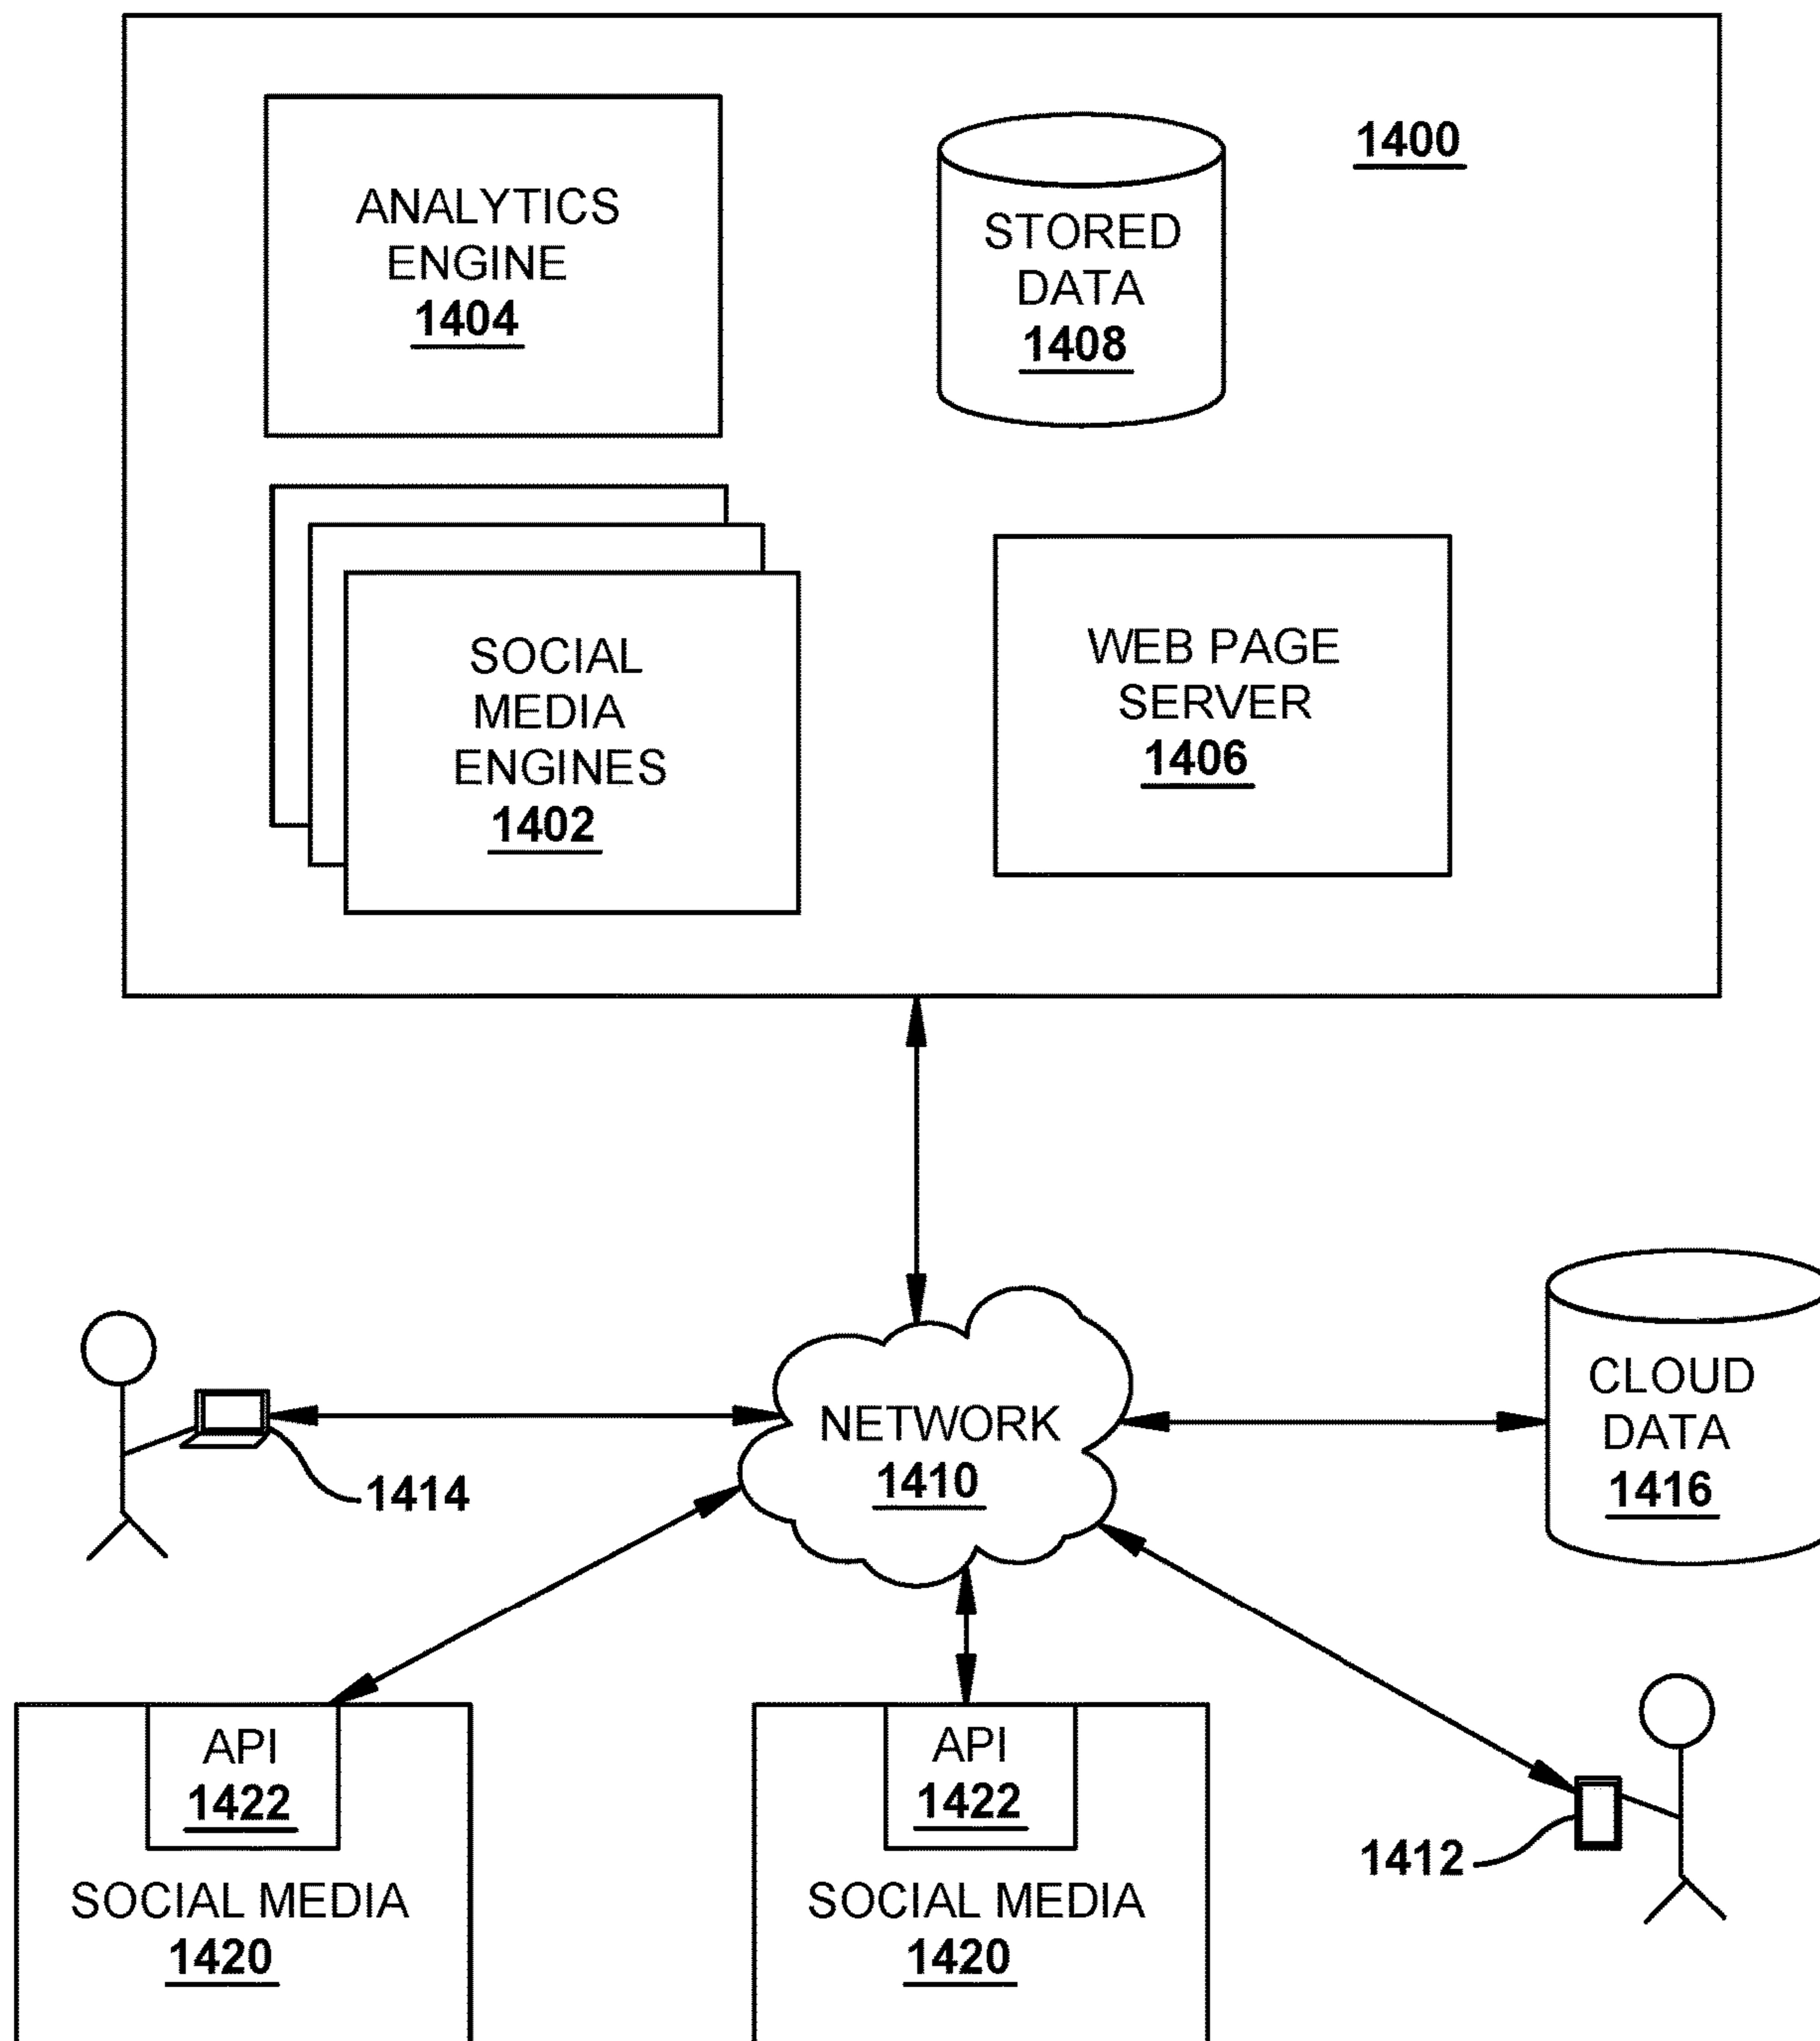 1400
ANALYTICS
ENGINE
1404
STORED
DATA
1408
SOCIAL
MEDIA
ENGINES
1402
WEB PAGE
SERVER
1406
NETWORK
1410
CLOUD
DATA
1416
1414
API
1422
SOCIAL MEDIA
1420
API
1422
SOCIAL MEDIA
1420
1412